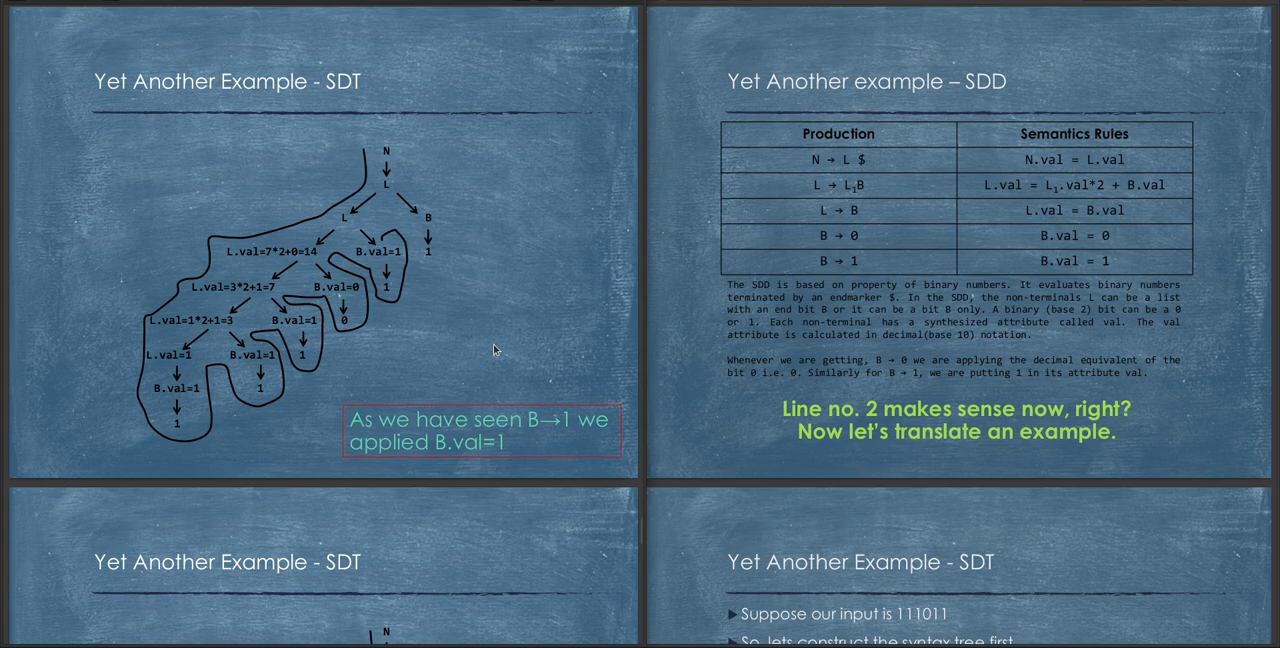 Yet Another Example - SDT
N
L
L B
L.val=7*2+0=14 B.val=1 1
L.val=3*2+1=7 B.val=0 1
L.val=1*2+1=3 B.val=1 0
L.val=1 B.val=1 1
B.val=1 1
1
As we have seen B→1 we
applied B.val=1
Yet Another example – SDD
Production Semantics Rules
N → L $ N.val = L.val
L → L₁B L.val = L₁.val*2 + B.val
L → B L.val = B.val
B → 0 B.val = 0
B → 1 B.val = 1
The SDD is based on property of binary numbers. It evaluates binary numbers
terminated by an endmarker $. In the SDD, the non-terminals L can be a list
with an end bit B or it can be a bit B only. A binary (base 2) bit can be a 0
or 1. Each non-terminal has a synthesized attribute called val. The val
attribute is calculated in decimal(base 10) notation.
Whenever we are getting, B → 0 we are applying the decimal equivalent of the
bit 0 i.e. 0. Similarly for B → 1, we are putting 1 in its attribute val.
Line no. 2 makes sense now, right?
Now let's translate an example.
Yet Another Example - SDT
N
Yet Another Example - SDT
Suppose our input is 111011
So, lets construct the syntax tree first